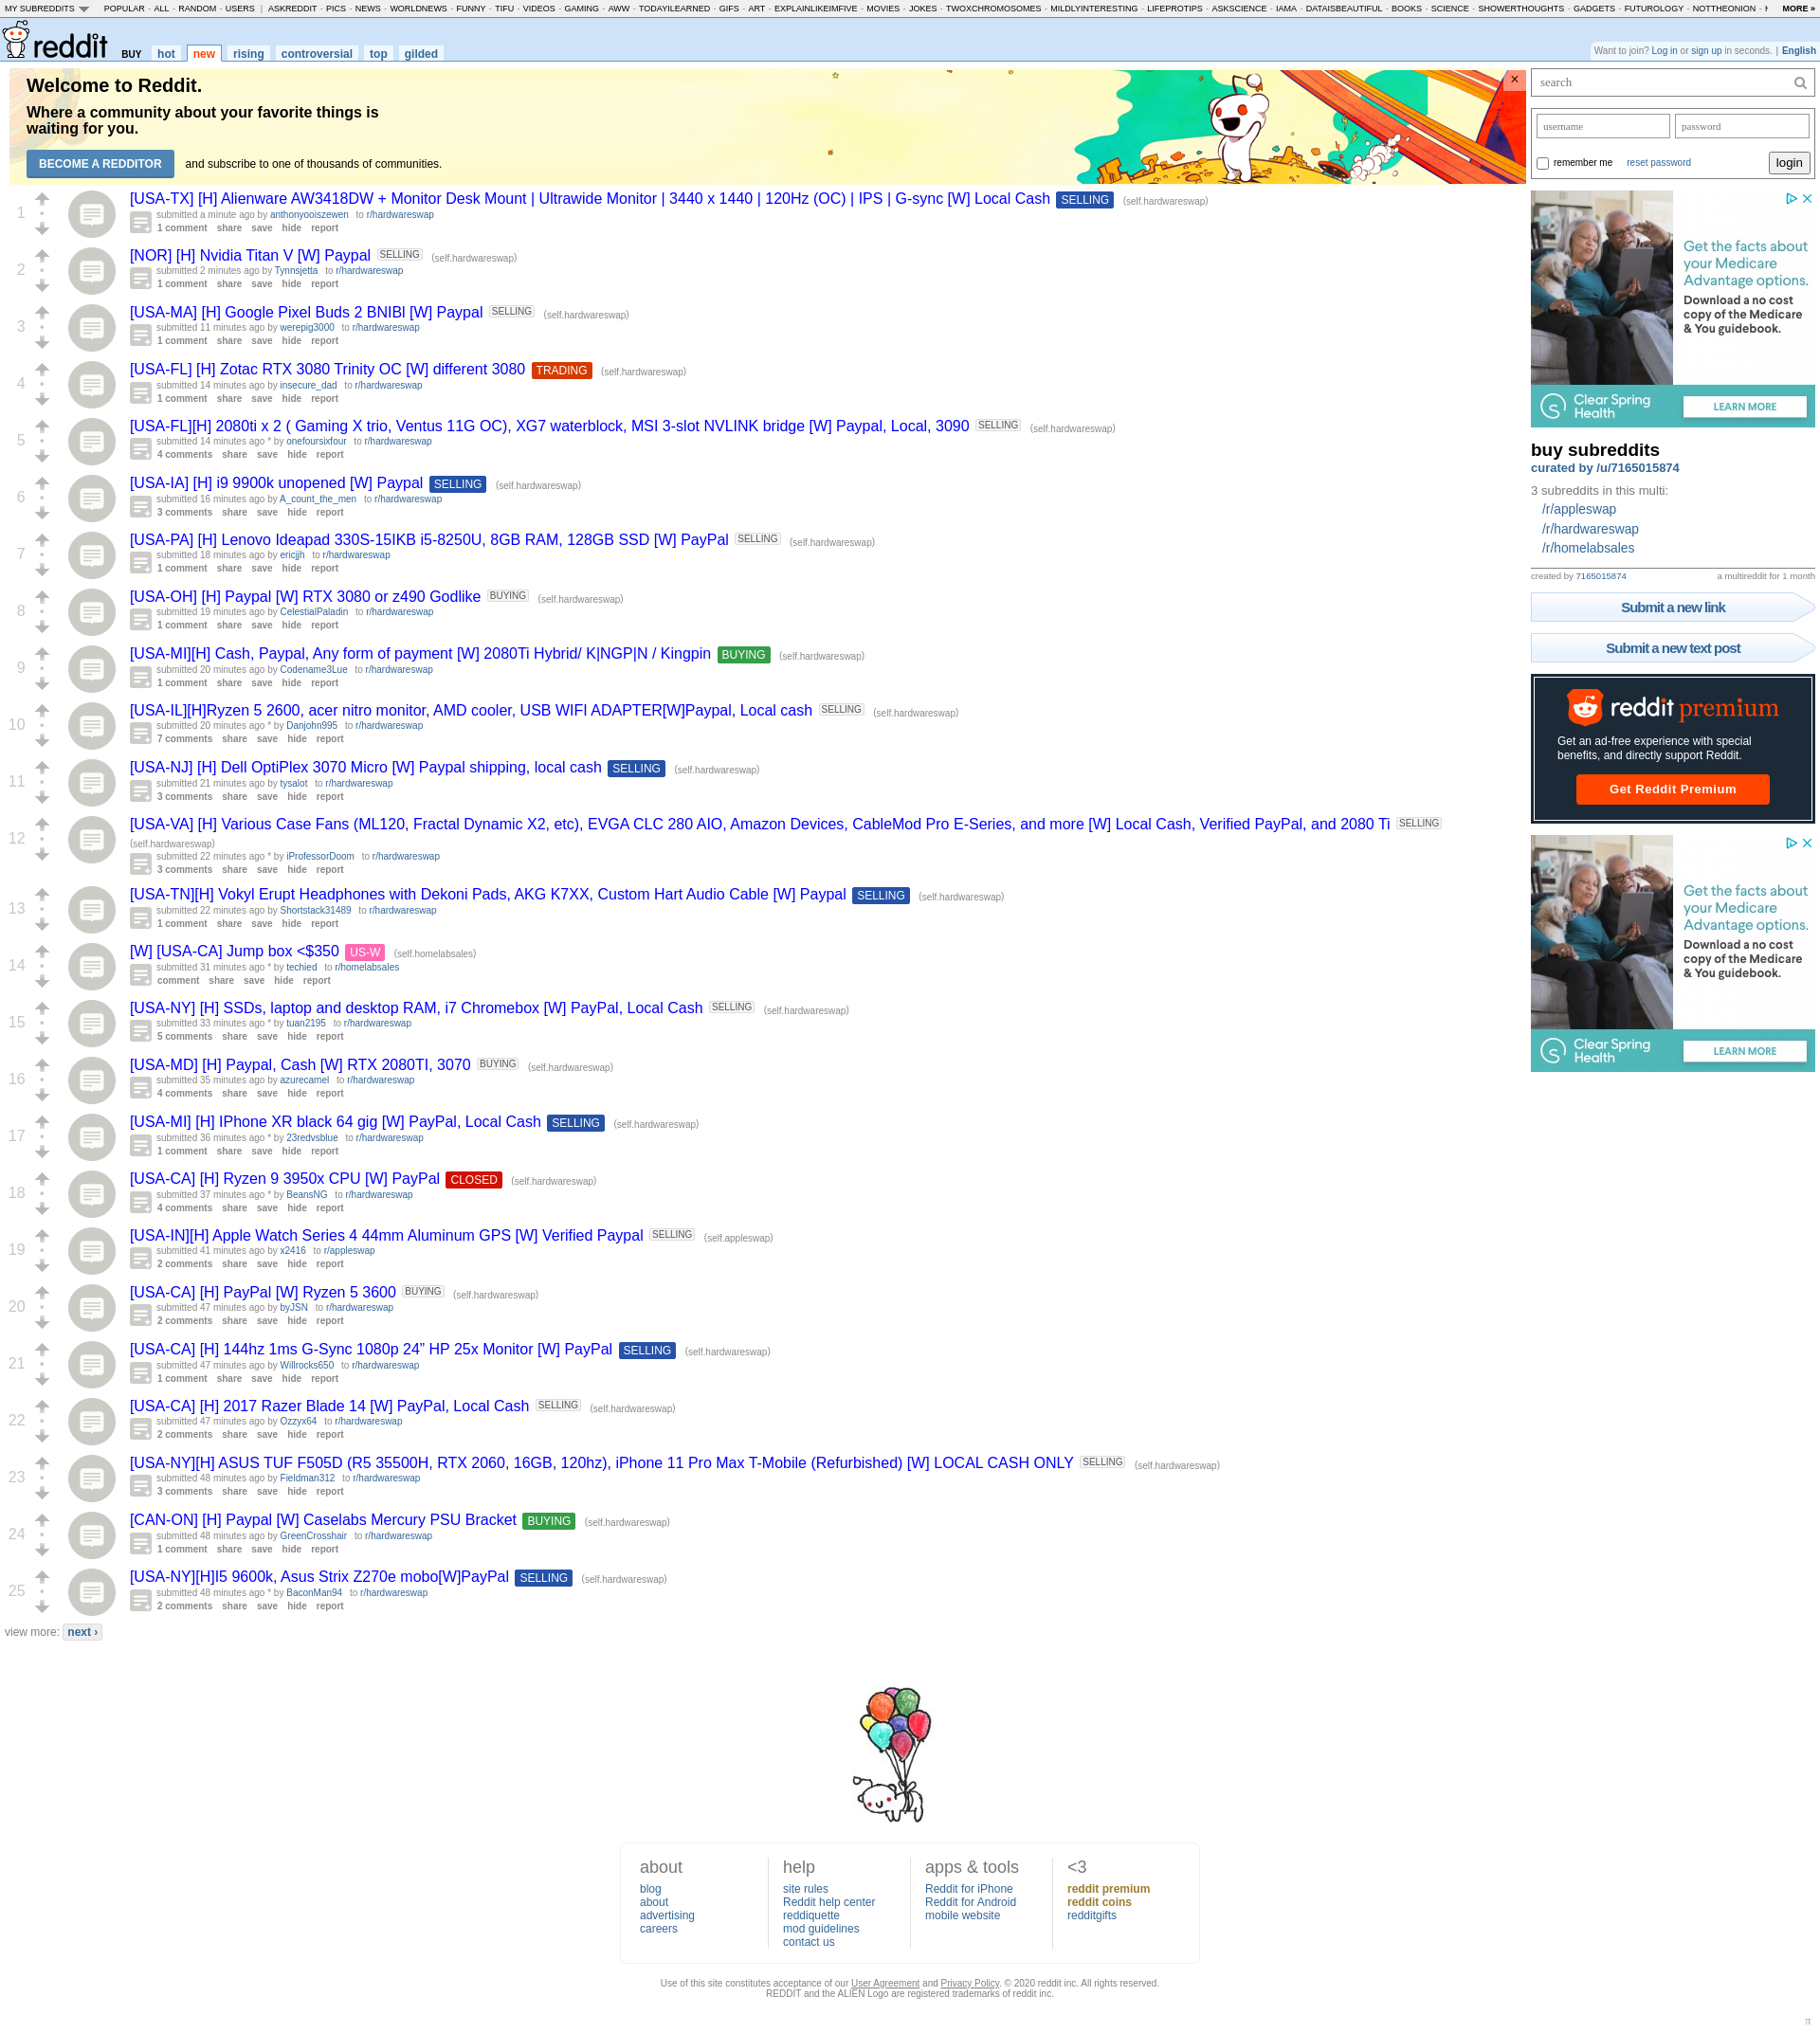 MY SUBREDDITS POPULAR - ALL - RANDOM - USERS | ASKREDDIT - PICS - NEWS - WORLDNEWS - FUNNY - TIFU - VIDEOS - GAMING - AWW - TODAYILEARNED - GIFS - ART - EXPLAINLIKEIMFIVE - MOVIES - JOKES - TWOXCHROMOSOMES - MILDLYINTERESTING - LIFEPROTIPS - ASKSCIENCE - IAMA - DATAISBEAUTIFUL - BOOKS - SCIENCE - SHOWERTHOUGHTS - GADGETS - FUTUROLOGY - NOTTHEONION - MORE »
reddit BUY hot new rising controversial top gilded
Want to join? Log in or sign up in seconds. | English
Welcome to Reddit.
Where a community about your favorite things is
waiting for you.
BECOME A REDDITOR and subscribe to one of thousands of communities.
×
1
[USA-TX] [H] Alienware AW3418DW + Monitor Desk Mount | Ultrawide Monitor | 3440 x 1440 | 120Hz (OC) | IPS | G-sync [W] Local Cash SELLING (self.hardwareswap)
submitted a minute ago by anthonyooiszewen to r/hardwareswap
1 comment share save hide report
2
[NOR] [H] Nvidia Titan V [W] Paypal SELLING (self.hardwareswap)
submitted 2 minutes ago by Tynnsjetta to r/hardwareswap
1 comment share save hide report
3
[USA-MA] [H] Google Pixel Buds 2 BNIBl [W] Paypal SELLING (self.hardwareswap)
submitted 11 minutes ago by werepig3000 to r/hardwareswap
1 comment share save hide report
4
[USA-FL] [H] Zotac RTX 3080 Trinity OC [W] different 3080 TRADING (self.hardwareswap)
submitted 14 minutes ago by insecure_dad to r/hardwareswap
1 comment share save hide report
5
[USA-FL][H] 2080ti x 2 ( Gaming X trio, Ventus 11G OC), XG7 waterblock, MSI 3-slot NVLINK bridge [W] Paypal, Local, 3090 SELLING (self.hardwareswap)
submitted 14 minutes ago * by onefoursixfour to r/hardwareswap
4 comments share save hide report
6
[USA-IA] [H] i9 9900k unopened [W] Paypal SELLING (self.hardwareswap)
submitted 16 minutes ago by A_count_the_men to r/hardwareswap
3 comments share save hide report
7
[USA-PA] [H] Lenovo Ideapad 330S-15IKB i5-8250U, 8GB RAM, 128GB SSD [W] PayPal SELLING (self.hardwareswap)
submitted 18 minutes ago by ericjjh to r/hardwareswap
1 comment share save hide report
8
[USA-OH] [H] Paypal [W] RTX 3080 or z490 Godlike BUYING (self.hardwareswap)
submitted 19 minutes ago by CelestialPaladin to r/hardwareswap
1 comment share save hide report
9
[USA-MI][H] Cash, Paypal, Any form of payment [W] 2080Ti Hybrid/ K|NGP|N / Kingpin BUYING (self.hardwareswap)
submitted 20 minutes ago by Codename3Lue to r/hardwareswap
1 comment share save hide report
10
[USA-IL][H]Ryzen 5 2600, acer nitro monitor, AMD cooler, USB WIFI ADAPTER[W]Paypal, Local cash SELLING (self.hardwareswap)
submitted 20 minutes ago * by Danjohn995 to r/hardwareswap
7 comments share save hide report
11
[USA-NJ] [H] Dell OptiPlex 3070 Micro [W] Paypal shipping, local cash SELLING (self.hardwareswap)
submitted 21 minutes ago by tysalot to r/hardwareswap
3 comments share save hide report
12
[USA-VA] [H] Various Case Fans (ML120, Fractal Dynamic X2, etc), EVGA CLC 280 AIO, Amazon Devices, CableMod Pro E-Series, and more [W] Local Cash, Verified PayPal, and 2080 Ti SELLING
(self.hardwareswap)
submitted 22 minutes ago * by iProfessorDoom to r/hardwareswap
3 comments share save hide report
13
[USA-TN][H] Vokyl Erupt Headphones with Dekoni Pads, AKG K7XX, Custom Hart Audio Cable [W] Paypal SELLING (self.hardwareswap)
submitted 22 minutes ago by Shortstack31489 to r/hardwareswap
1 comment share save hide report
14
[W] [USA-CA] Jump box <$350 US-W (self.homelabsales)
submitted 31 minutes ago * by techied to r/homelabsales
comment share save hide report
15
[USA-NY] [H] SSDs, laptop and desktop RAM, i7 Chromebox [W] PayPal, Local Cash SELLING (self.hardwareswap)
submitted 33 minutes ago * by tuan2195 to r/hardwareswap
5 comments share save hide report
16
[USA-MD] [H] Paypal, Cash [W] RTX 2080TI, 3070 BUYING (self.hardwareswap)
submitted 35 minutes ago by azurecamel to r/hardwareswap
4 comments share save hide report
17
[USA-MI] [H] IPhone XR black 64 gig [W] PayPal, Local Cash SELLING (self.hardwareswap)
submitted 36 minutes ago * by 23redvsblue to r/hardwareswap
1 comment share save hide report
18
[USA-CA] [H] Ryzen 9 3950x CPU [W] PayPal CLOSED (self.hardwareswap)
submitted 37 minutes ago * by BeansNG to r/hardwareswap
4 comments share save hide report
19
[USA-IN][H] Apple Watch Series 4 44mm Aluminum GPS [W] Verified Paypal SELLING (self.appleswap)
submitted 41 minutes ago by x2416 to r/appleswap
2 comments share save hide report
20
[USA-CA] [H] PayPal [W] Ryzen 5 3600 BUYING (self.hardwareswap)
submitted 47 minutes ago by byJSN to r/hardwareswap
2 comments share save hide report
21
[USA-CA] [H] 144hz 1ms G-Sync 1080p 24” HP 25x Monitor [W] PayPal SELLING (self.hardwareswap)
submitted 47 minutes ago by Willrocks650 to r/hardwareswap
1 comment share save hide report
22
[USA-CA] [H] 2017 Razer Blade 14 [W] PayPal, Local Cash SELLING (self.hardwareswap)
submitted 47 minutes ago by Ozzyx64 to r/hardwareswap
2 comments share save hide report
23
[USA-NY][H] ASUS TUF F505D (R5 35500H, RTX 2060, 16GB, 120hz), iPhone 11 Pro Max T-Mobile (Refurbished) [W] LOCAL CASH ONLY SELLING (self.hardwareswap)
submitted 48 minutes ago by Fieldman312 to r/hardwareswap
3 comments share save hide report
24
[CAN-ON] [H] Paypal [W] Caselabs Mercury PSU Bracket BUYING (self.hardwareswap)
submitted 48 minutes ago by GreenCrosshair to r/hardwareswap
1 comment share save hide report
25
[USA-NY][H]I5 9600k, Asus Strix Z270e mobo[W]PayPal SELLING (self.hardwareswap)
submitted 48 minutes ago * by BaconMan94 to r/hardwareswap
2 comments share save hide report
view more: next ›
search
username password
remember me reset password login
Get the facts about
your Medicare
Advantage options.
Download a no cost
copy of the Medicare
& You guidebook.
Clear Spring
Health
LEARN MORE
buy subreddits
curated by /u/7165015874
3 subreddits in this multi:
/r/appleswap
/r/hardwareswap
/r/homelabsales
created by 7165015874 a multireddit for 1 month
Submit a new link
Submit a new text post
reddit premium
Get an ad-free experience with special
benefits, and directly support Reddit.
Get Reddit Premium
Get the facts about
your Medicare
Advantage options.
Download a no cost
copy of the Medicare
& You guidebook.
Clear Spring
Health
LEARN MORE
about
blog
about
advertising
careers
help
site rules
Reddit help center
reddiquette
mod guidelines
contact us
apps & tools
Reddit for iPhone
Reddit for Android
mobile website
<3
reddit premium
reddit coins
redditgifts
Use of this site constitutes acceptance of our User Agreement and Privacy Policy. © 2020 reddit inc. All rights reserved.
REDDIT and the ALIEN Logo are registered trademarks of reddit inc.
π